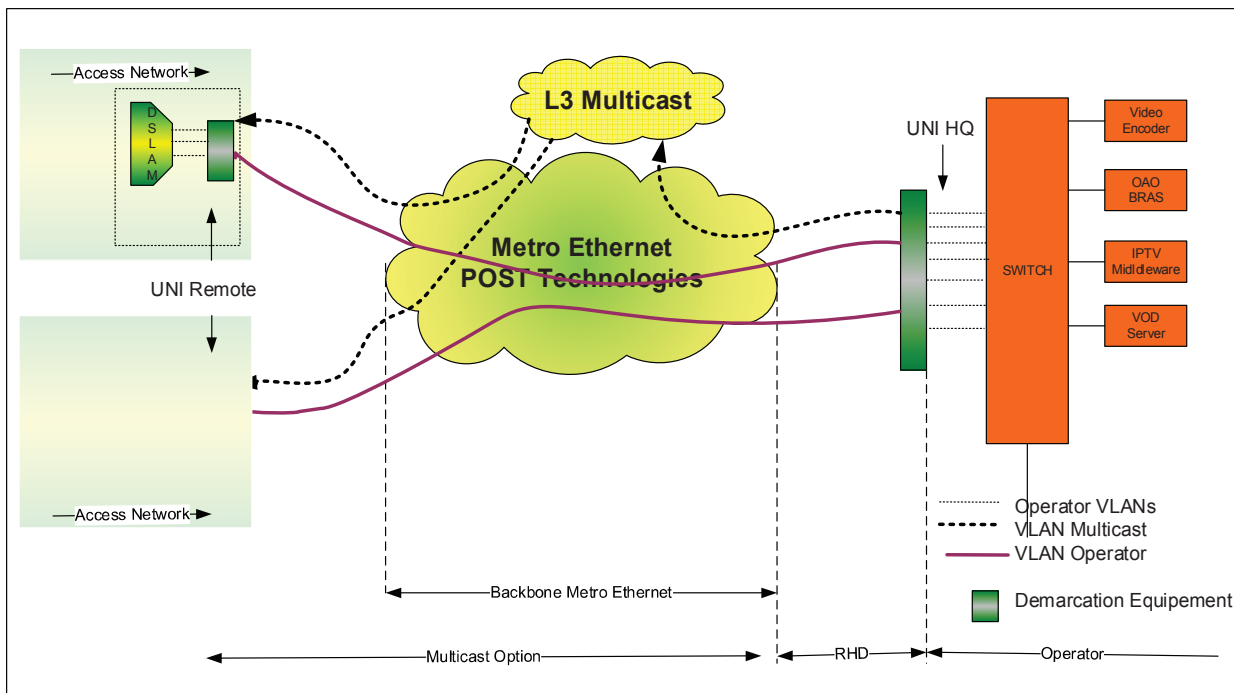 Access Network
D
S
L
A
M
UNI Remote
Access Network
L3 Multicast
Metro Ethernet
POST Technologies
UNI HQ
SWITCH
Video
Encoder
OAO
BRAS
IPTV
Middldleware
VOD
Server
Operator VLANs
VLAN Multicast
VLAN Operator
Demarcation Equipement
Backbone Metro Ethernet
Multicast Option
RHD
Operator